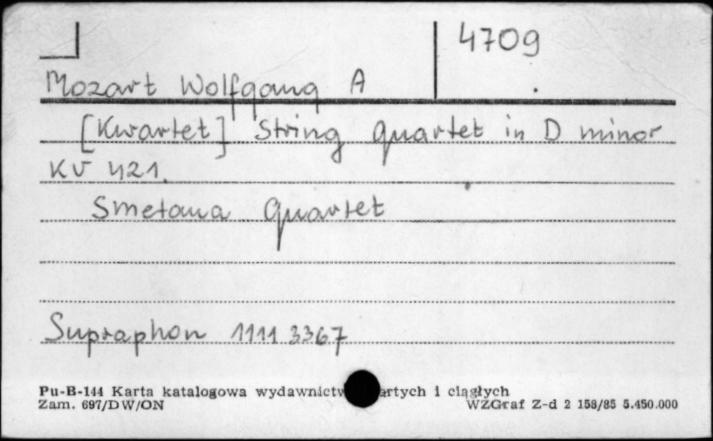 4709
Mozart Wolfgang A
[Kwartet] String quartet in D minor
KV 421.
Smetana Quartet
Supraphon 1111 3367
Pu-B-144 Karta katalogowa wydawnictw i ciągłych
Zam. 697/DW/ON WZGraf Z-d 2 158/85 5.450.000